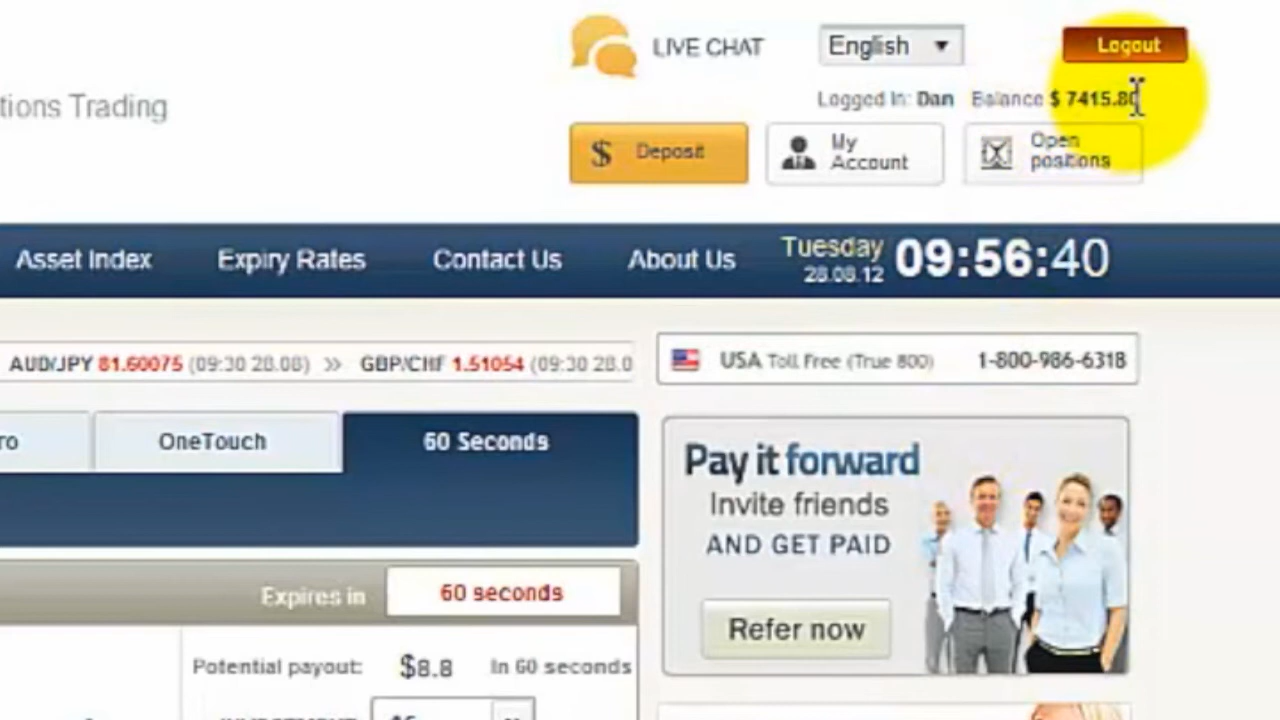 LIVE CHAT English Logout
Logged In: Dan Balance $ 7415.80
tions Trading
$ Deposit
My Account
Open positions
Asset Index Expiry Rates Contact Us About Us Tuesday 28.08.12 09:56:40
AUD/JPY 81.60075 (09:30 28.08) >> GBP/CHF 1.51054 (09:30 28.0
USA Toll Free (True 800) 1-800-986-6318
ro OneTouch 60 Seconds
Pay it forward
Invite friends
AND GET PAID
Refer now
Expires in 60 seconds
Potential payout: $8.8 In 60 seconds